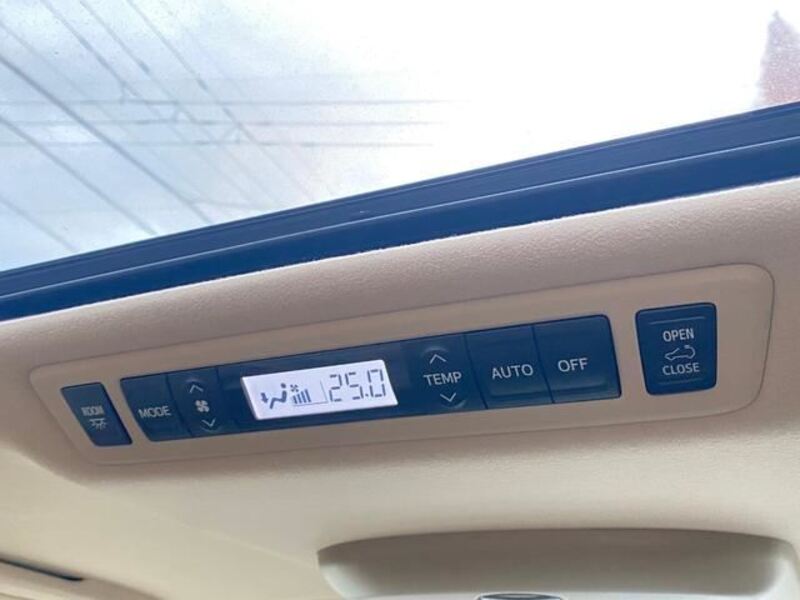 ROOM
MODE
25.0
TEMP
AUTO
OFF
OPEN
CLOSE